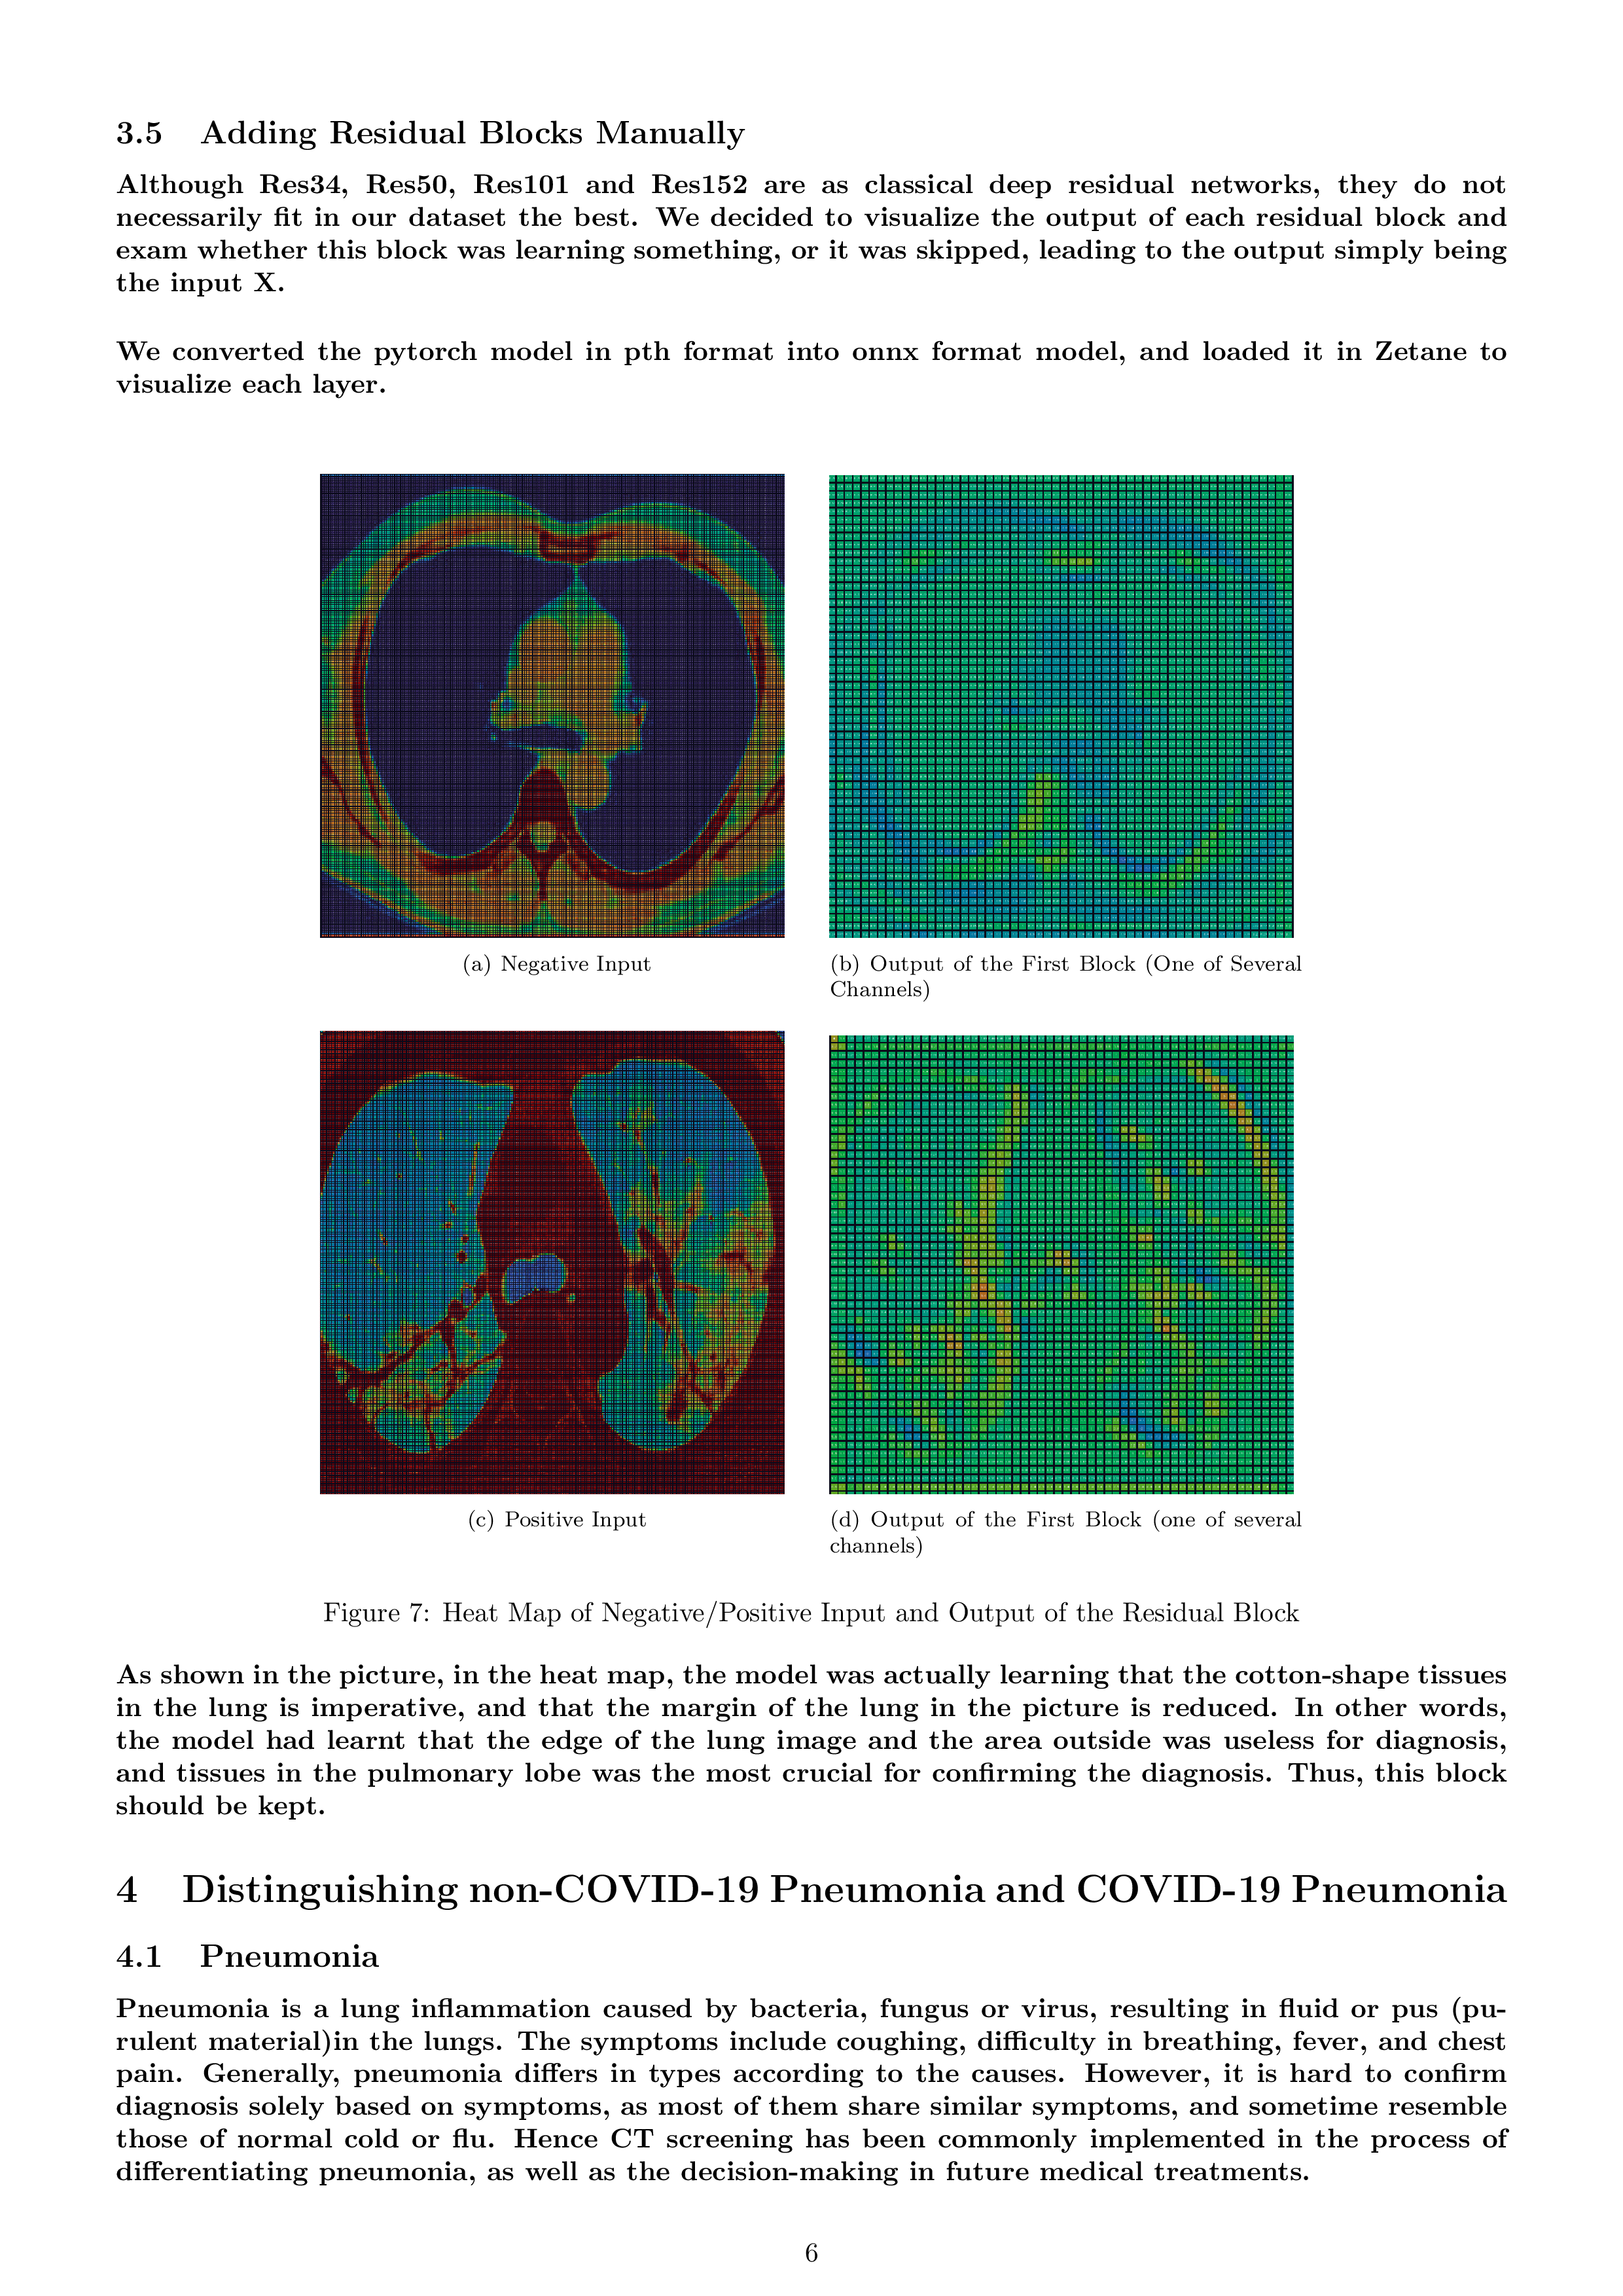 3.5 Adding Residual Blocks Manually
Although Res34, Res50, Res101 and Res152 are as classical deep residual networks, they do not
necessarily fit in our dataset the best. We decided to visualize the output of each residual block and
exam whether this block was learning something, or it was skipped, leading to the output simply being
the input X.
We converted the pytorch model in pth format into onnx format model, and loaded it in Zetane to
visualize each layer.
(a) Negative Input
(b) Output of the First Block (One of Several
Channels)
(c) Positive Input
(d) Output of the First Block (one of several
channels)
Figure 7: Heat Map of Negative/Positive Input and Output of the Residual Block
As shown in the picture, in the heat map, the model was actually learning that the cotton-shape tissues
in the lung is imperative, and that the margin of the lung in the picture is reduced. In other words,
the model had learnt that the edge of the lung image and the area outside was useless for diagnosis,
and tissues in the pulmonary lobe was the most crucial for confirming the diagnosis. Thus, this block
should be kept.
4 Distinguishing non-COVID-19 Pneumonia and COVID-19 Pneumonia
4.1 Pneumonia
Pneumonia is a lung inflammation caused by bacteria, fungus or virus, resulting in fluid or pus (pu-
rulent material)in the lungs. The symptoms include coughing, difficulty in breathing, fever, and chest
pain. Generally, pneumonia differs in types according to the causes. However, it is hard to confirm
diagnosis solely based on symptoms, as most of them share similar symptoms, and sometime resemble
those of normal cold or flu. Hence CT screening has been commonly implemented in the process of
differentiating pneumonia, as well as the decision-making in future medical treatments.
6